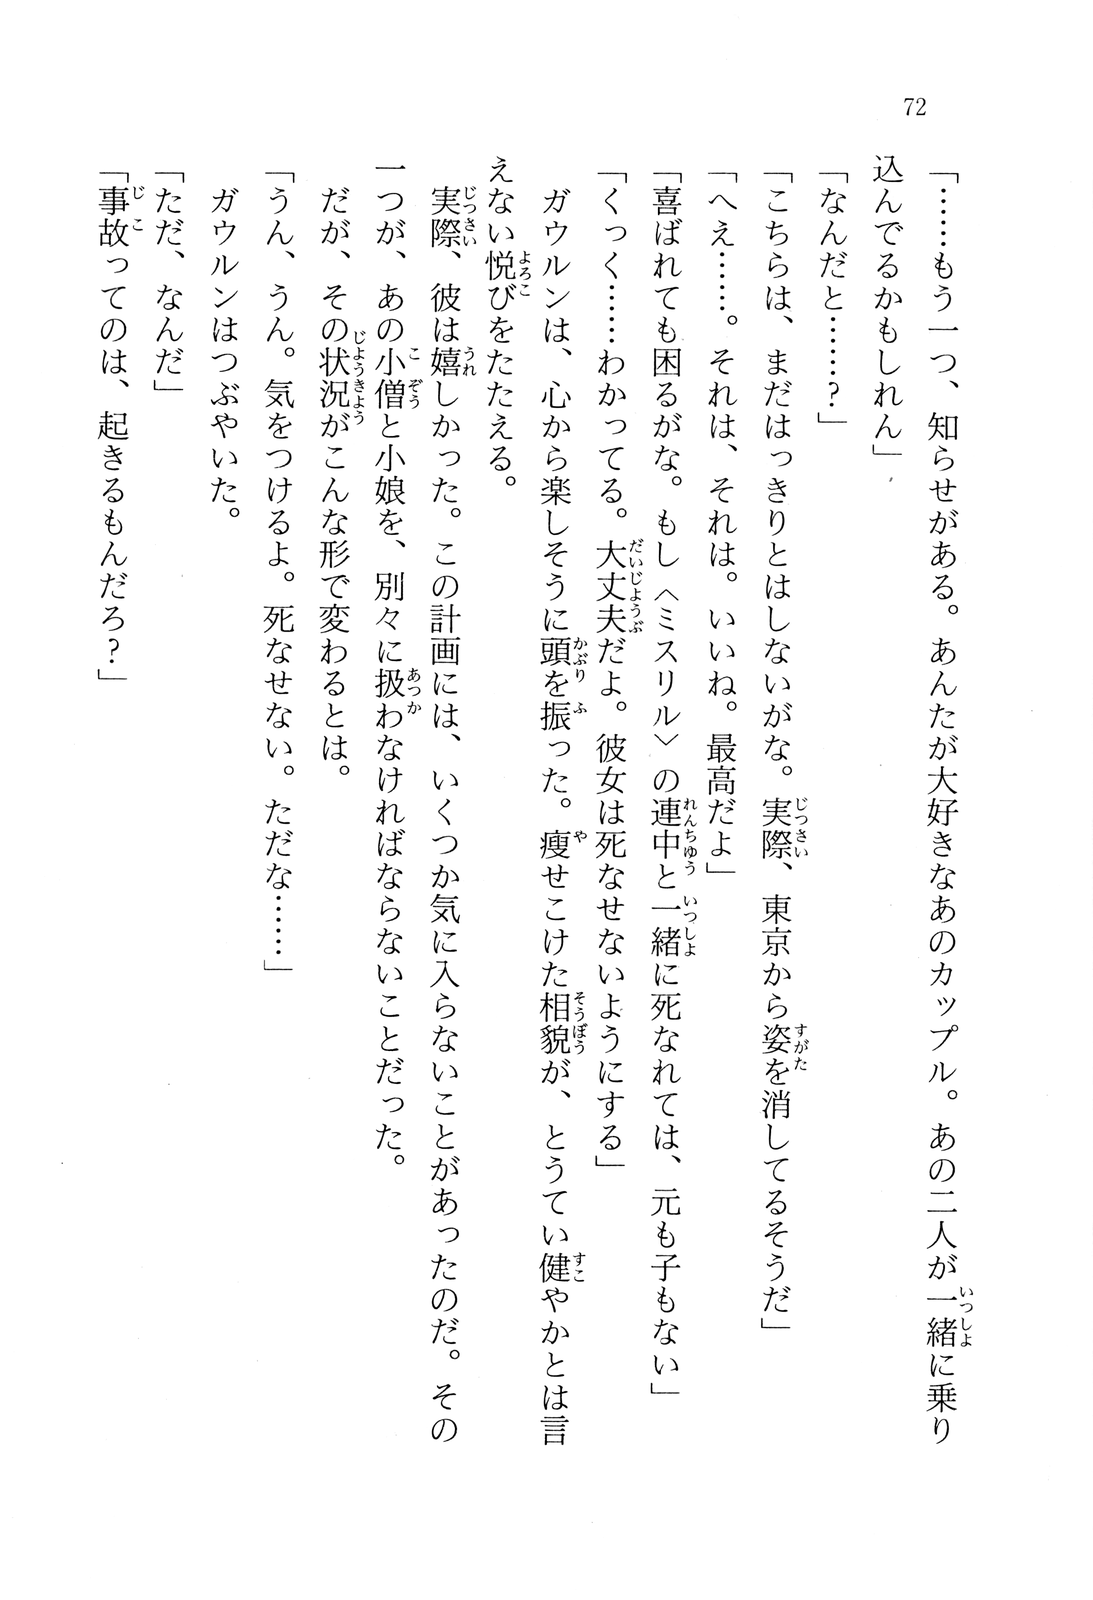 72
「……もう一つ、知らせがある。あんたが大好きなあのカップル。あの二人が一緒に乗り
込んでるかもしれん」
「なんだと……?」
「こちらは、まだはっきりとはしないがな。実際、東京から姿を消してるそうだ」
「へえ……。それは、それは。いいね。最高だよ」
「喜ばれても困るがな。もし〈ミスリル〉の連中と一緒に死なれては、元も子もない」
「くっく……わかってる。大丈夫だよ。彼女は死なせないようにする」
　ガウルンは、心から楽しそうに頭を振った。痩せこけた相貌が、とうてい健やかとは言
えない悦びをたたえる。
　実際、彼は嬉しかった。この計画には、いくつか気に入らないことがあったのだ。その
一つが、あの小僧と小娘を、別々に扱わなければならないことだった。
　だが、その状況がこんな形で変わるとは。
「うん、うん。気をつけるよ。死なせない。ただな……」
　ガウルンはつぶやいた。
「ただ、なんだ」
「事故ってのは、起きるもんだろ?」